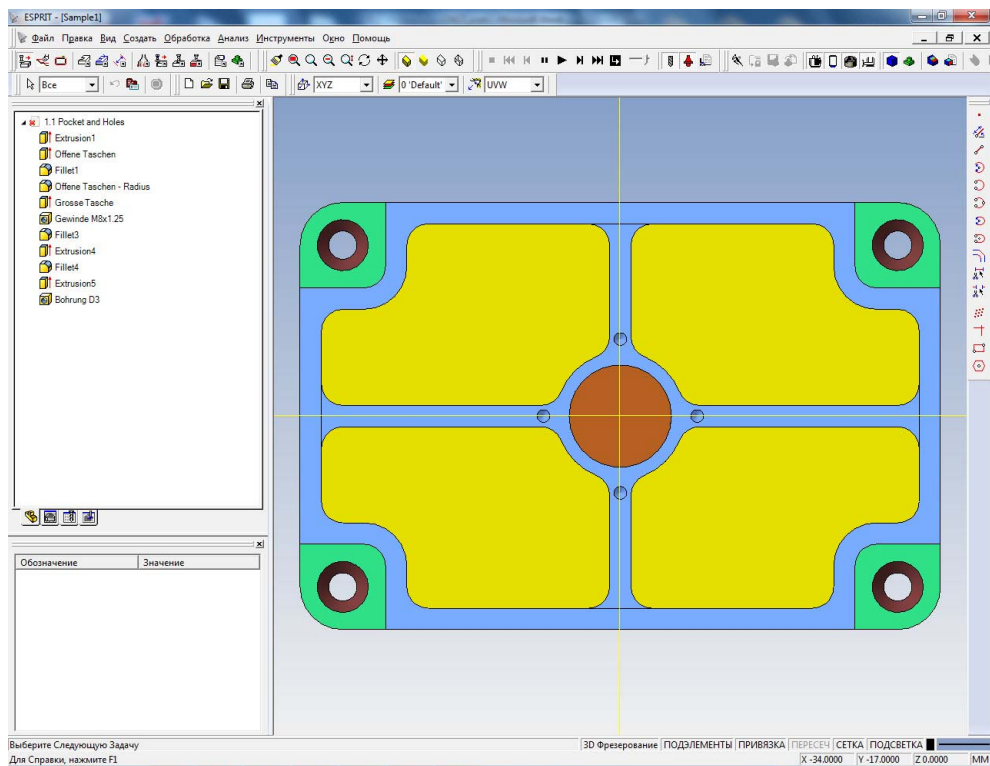 ESPRIT - [Sample1]
Файл Правка Вид Создать Обработка Анализ Инструменты Окно Помощь
Все XYZ 0 'Default' UVW
1.1 Pocket and Holes
Extrusion1
Offene Taschen
Fillet1
Offene Taschen - Radius
Grosse Tasche
Gewinde M8x1.25
Fillet3
Extrusion4
Fillet4
Extrusion5
Bohrung D3
Обозначение Значение
Выберите Следующую Задачу 3D Фрезерование ПОДЭЛЕМЕНТЫ ПРИВЯЗКА ПЕРЕСЕЧ СЕТКА ПОДСВЕТКА
Для Справки, нажмите F1 X -34.0000 Y -17.0000 Z 0.0000 MM